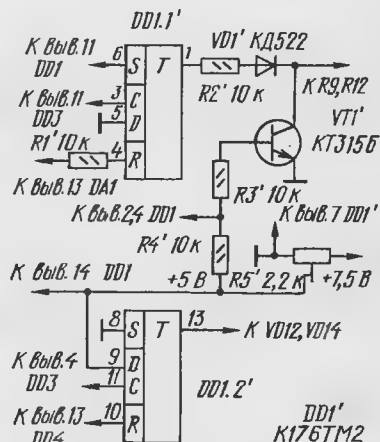 DD1.1'
К выв.11
DD1
6
S
T
1
VD1' КД522
R2' 10 к
К R9, R12
К выв.11
DD3
3
C
5
D
R1' 10 к
4
R
К выв.13 DA1
VT1'
КТ315Б
R3' 10 к
К выв.2,4 DD1
К выв.7 DD1'
R4' 10 к
К выв.14 DD1
+5 В
R5' 2,2 к
+7,5 В
8
S
T
13
К VD12, VD14
9
D
К выв.4
DD3
11
C
DD1.2'
К выв.13
10
R
DD4
DD1'
К176ТМ2